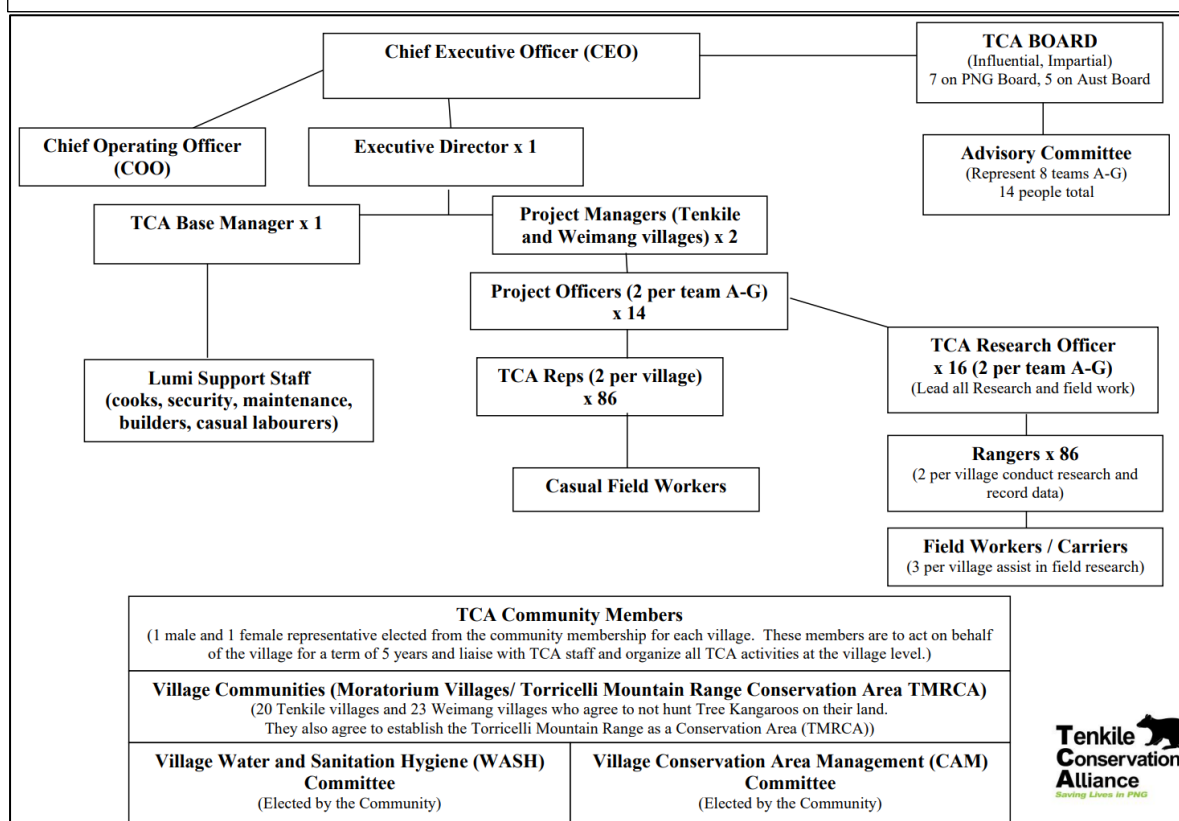 Chief Executive Officer (CEO)
TCA BOARD
(Influential, Impartial)
7 on PNG Board, 5 on Aust Board
Chief Operating Officer
(COO)
Executive Director x 1
Advisory Committee
(Represent 8 teams A-G)
14 people total
TCA Base Manager x 1
Project Managers (Tenkile
and Weimang villages) x 2
Project Officers (2 per team A-G)
x 14
Lumi Support Staff
(cooks, security, maintenance,
builders, casual labourers)
TCA Reps (2 per village)
x 86
TCA Research Officer
x 16 (2 per team A-G)
(Lead all Research and field work)
Casual Field Workers
Rangers x 86
(2 per village conduct research and
record data)
Field Workers / Carriers
(3 per village assist in field research)
TCA Community Members
(1 male and 1 female representative elected from the community membership for each village.  These members are to act on behalf
of the village for a term of 5 years and liaise with TCA staff and organize all TCA activities at the village level.)
Village Communities (Moratorium Villages/ Torricelli Mountain Range Conservation Area TMRCA)
(20 Tenkile villages and 23 Weimang villages who agree to not hunt Tree Kangaroos on their land.
They also agree to establish the Torricelli Mountain Range as a Conservation Area (TMRCA))
Village Water and Sanitation Hygiene (WASH)
Committee
(Elected by the Community)
Village Conservation Area Management (CAM)
Committee
(Elected by the Community)
Tenkile
Conservation
Alliance
Saving Lives in PNG